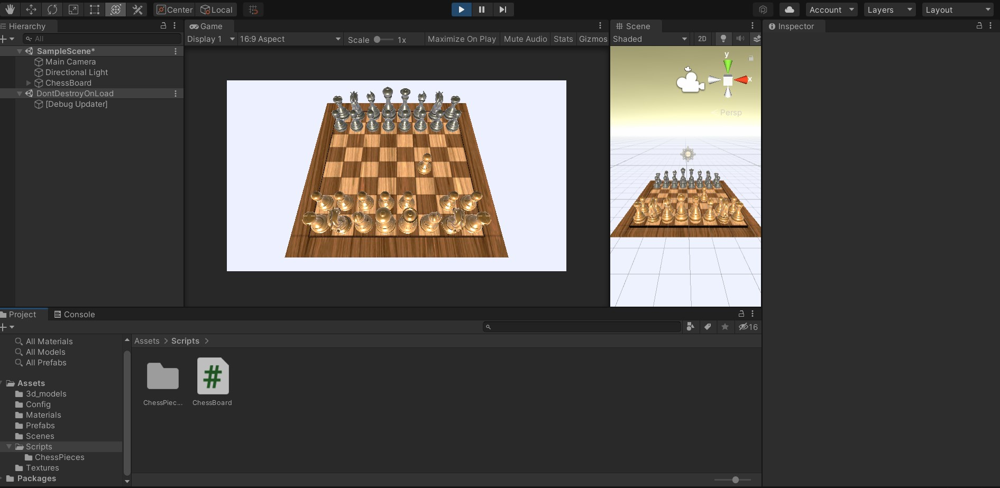 Center
Local
Account
Layers
Layout
Hierarchy
All
SampleScene*
Main Camera
Directional Light
ChessBoard
DontDestroyOnLoad
[Debug Updater]
Game
Display 1
16:9 Aspect
Scale
1x
Maximize On Play
Mute Audio
Stats
Gizmos
Scene
Shaded
2D
y
x
Persp
Inspector
Project
Console
16
All Materials
All Models
All Prefabs
Assets
3d_models
Config
Materials
Prefabs
Scenes
Scripts
ChessPieces
Textures
Packages
Assets > Scripts >
ChessPiec...
ChessBoard